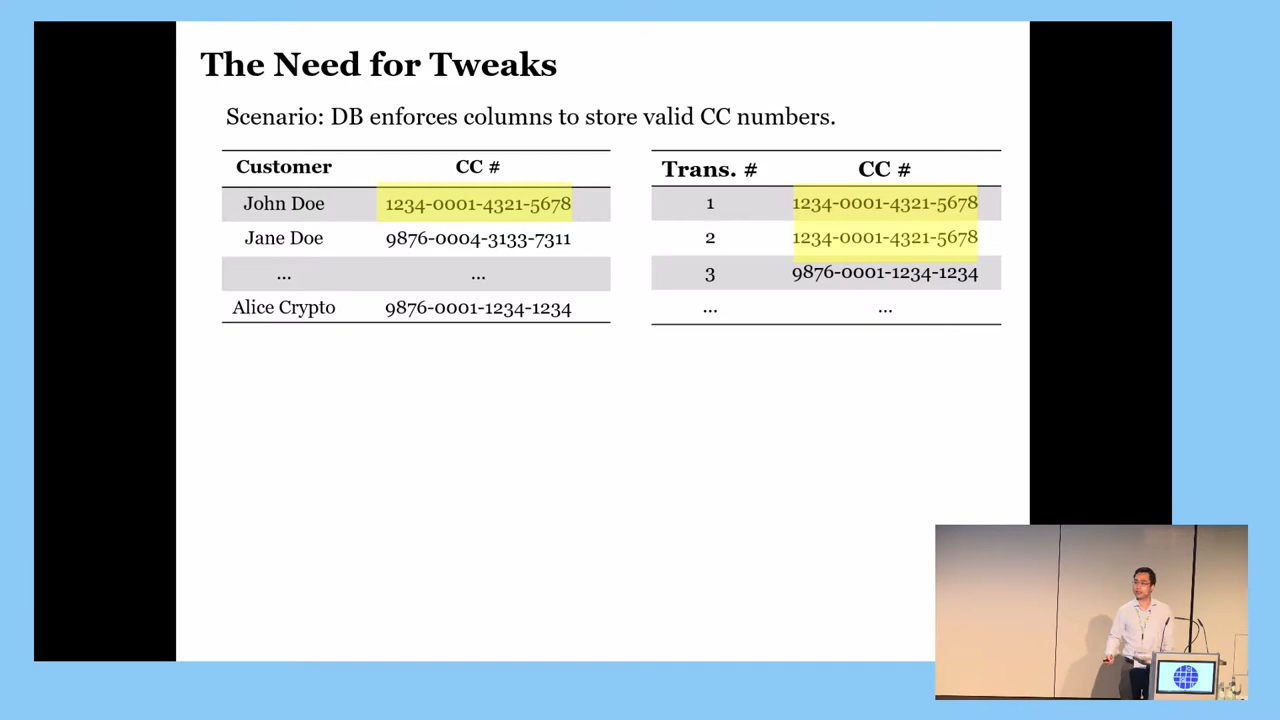 The Need for Tweaks
Scenario: DB enforces columns to store valid CC numbers.
Customer CC #
John Doe 1234-0001-4321-5678
Jane Doe 9876-0004-3133-7311
... ...
Alice Crypto 9876-0001-1234-1234
Trans. # CC #
1 1234-0001-4321-5678
2 1234-0001-4321-5678
3 9876-0001-1234-1234
... ...